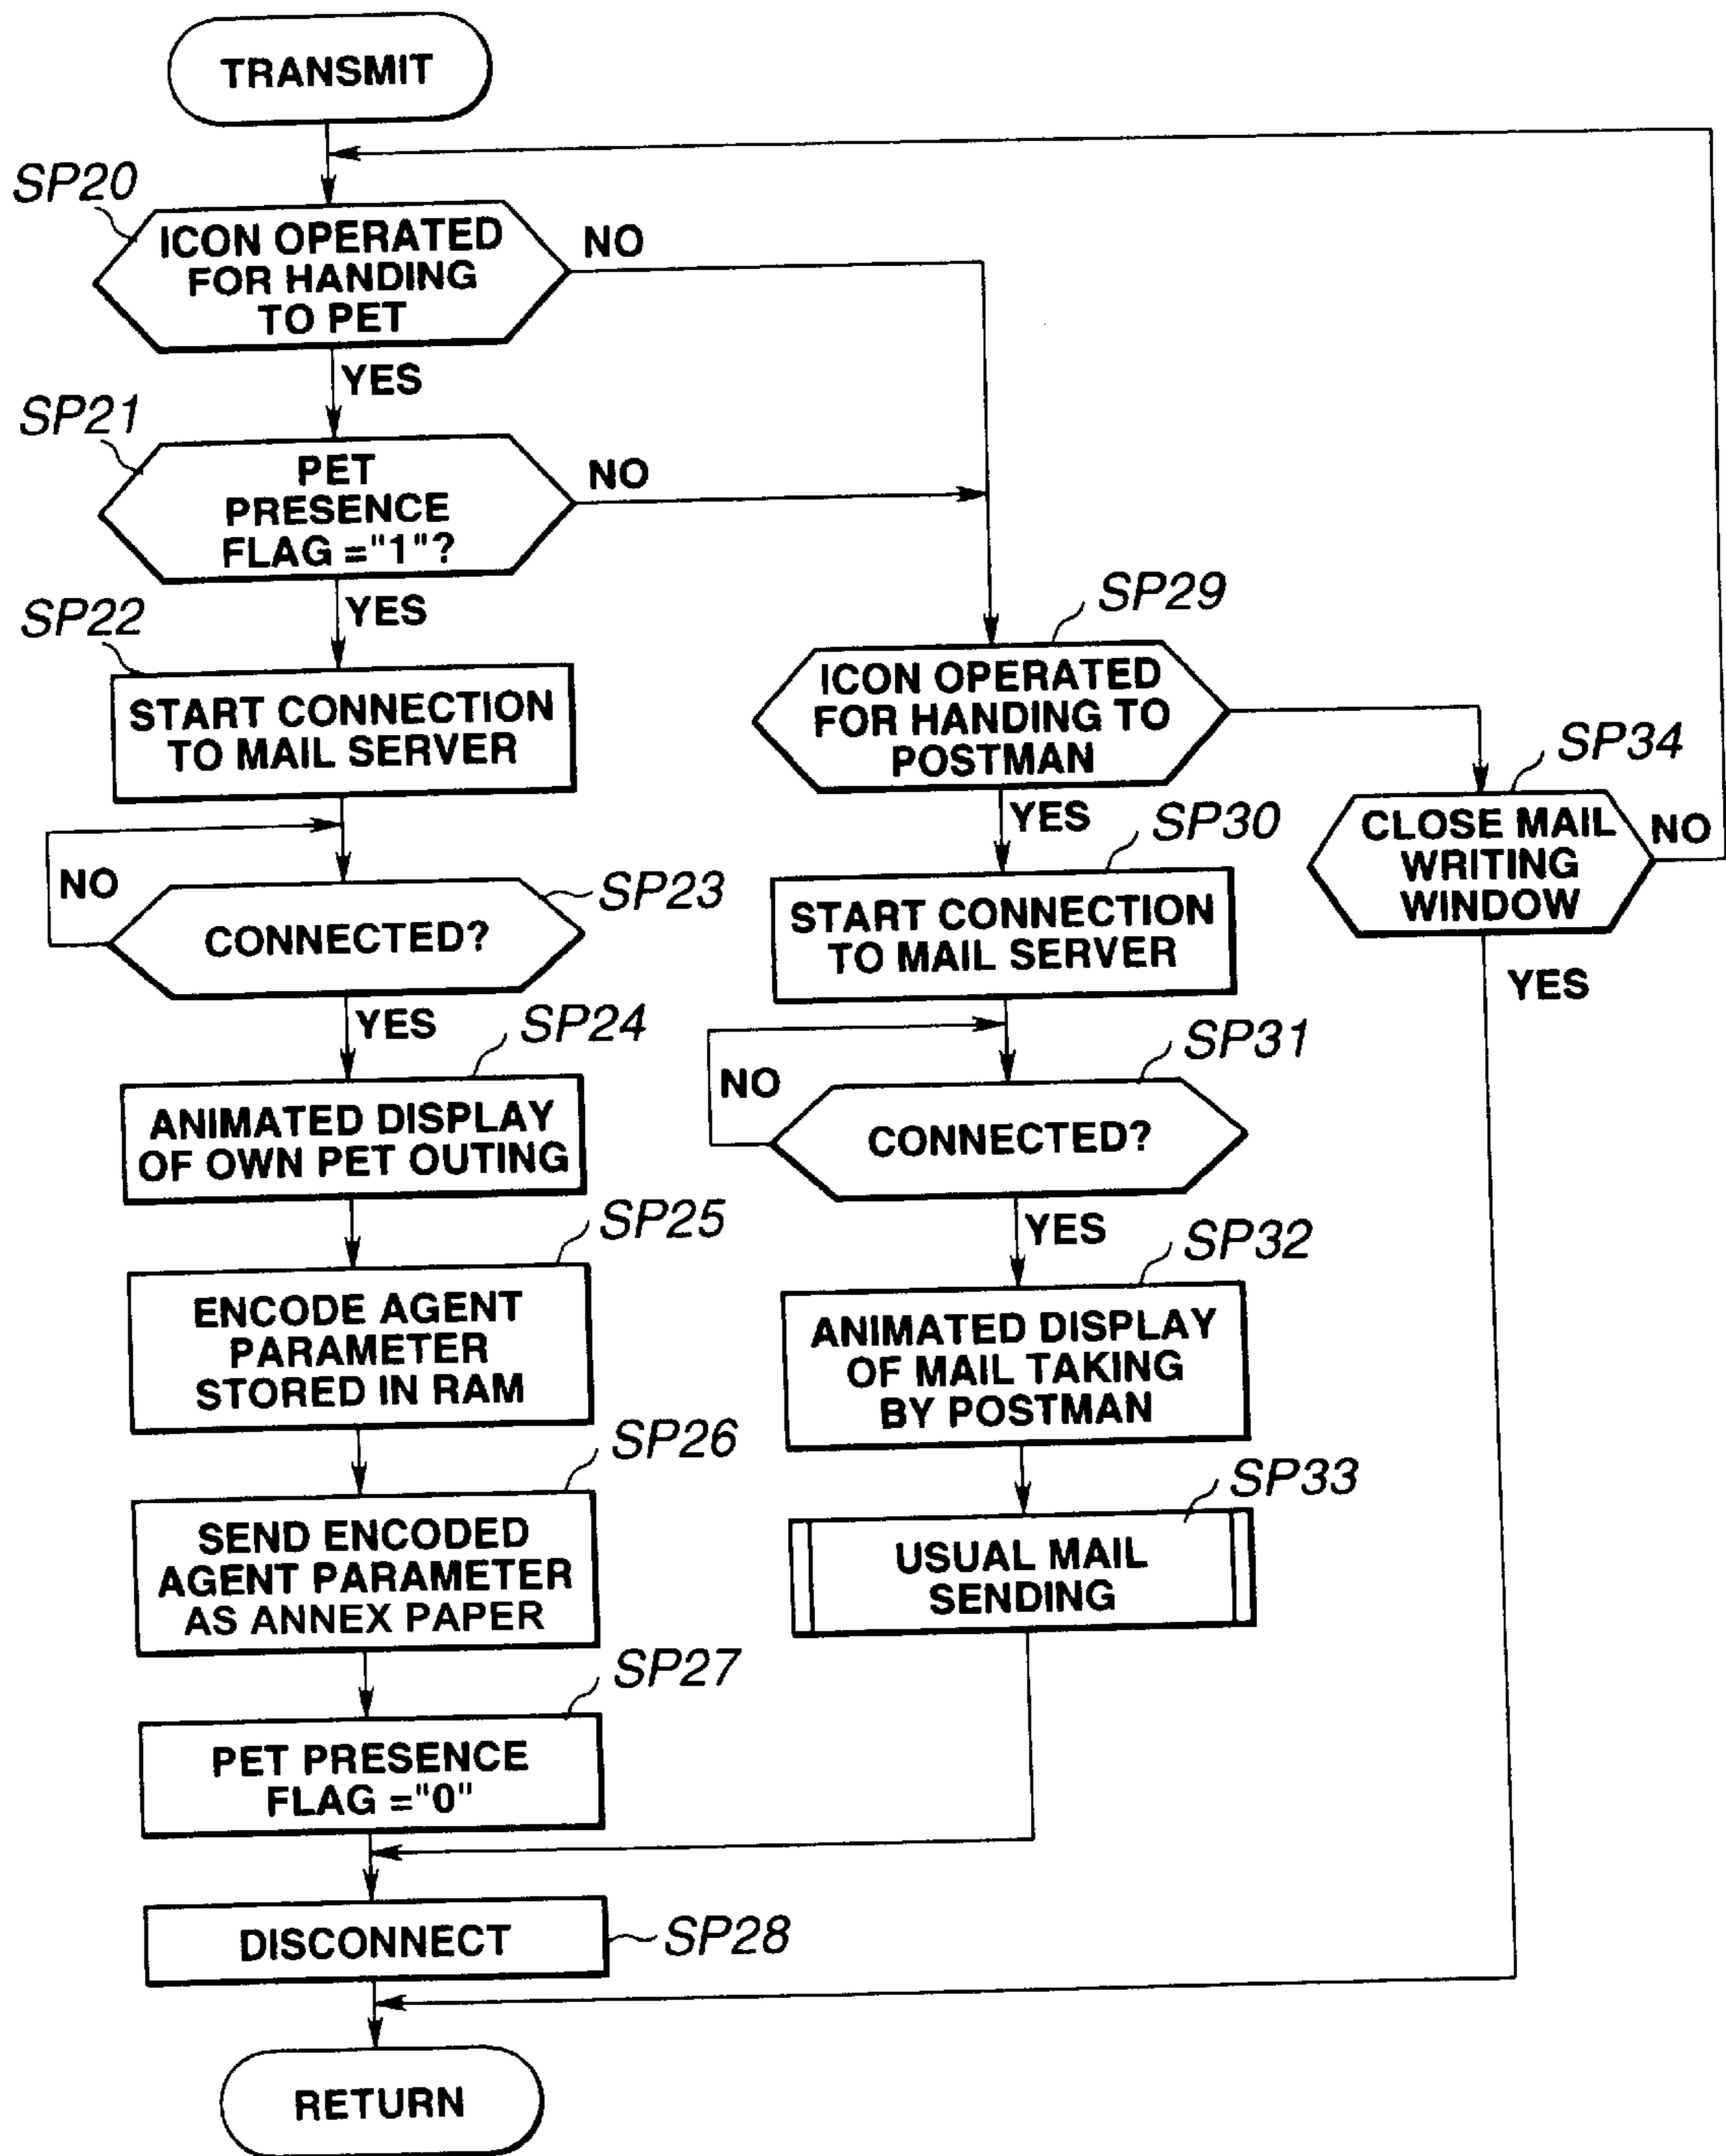 TRANSMIT
SP20
ICON OPERATED
FOR HANDING
TO PET
NO
YES
SP21
PET
PRESENCE
FLAG ="1"?
NO
YES
SP22
START CONNECTION
TO MAIL SERVER
NO
SP23
CONNECTED?
YES
SP24
ANIMATED DISPLAY
OF OWN PET OUTING
SP25
ENCODE AGENT
PARAMETER
STORED IN RAM
SP26
SEND ENCODED
AGENT PARAMETER
AS ANNEX PAPER
SP27
PET PRESENCE
FLAG ="0"
DISCONNECT
SP28
RETURN
SP29
ICON OPERATED
FOR HANDING TO
POSTMAN
YES
SP30
START CONNECTION
TO MAIL SERVER
NO
SP31
CONNECTED?
YES
SP32
ANIMATED DISPLAY
OF MAIL TAKING
BY POSTMAN
SP33
USUAL MAIL
SENDING
SP34
CLOSE MAIL
WRITING
WINDOW
NO
YES